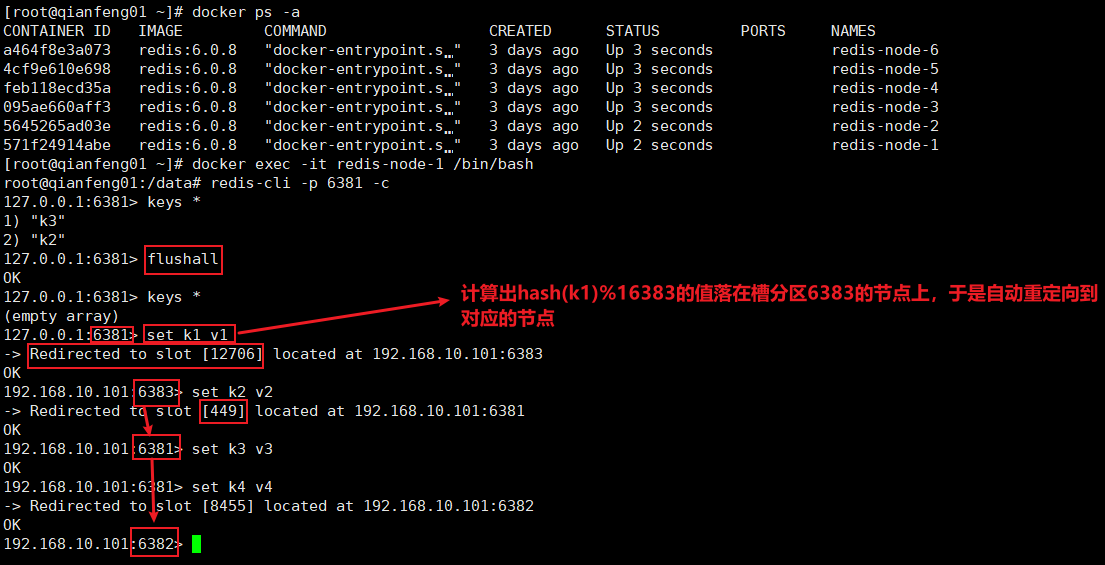 [root@qianfeng01 ~]# docker ps -a
CONTAINER ID   IMAGE         COMMAND                  CREATED      STATUS         PORTS     NAMES
a464f8e3a073   redis:6.0.8   "docker-entrypoint.s…"   3 days ago   Up 3 seconds             redis-node-6
4cf9e610e698   redis:6.0.8   "docker-entrypoint.s…"   3 days ago   Up 3 seconds             redis-node-5
feb118ecd35a   redis:6.0.8   "docker-entrypoint.s…"   3 days ago   Up 3 seconds             redis-node-4
095ae660aff3   redis:6.0.8   "docker-entrypoint.s…"   3 days ago   Up 3 seconds             redis-node-3
5645265ad03e   redis:6.0.8   "docker-entrypoint.s…"   3 days ago   Up 2 seconds             redis-node-2
571f24914abe   redis:6.0.8   "docker-entrypoint.s…"   3 days ago   Up 2 seconds             redis-node-1
[root@qianfeng01 ~]# docker exec -it redis-node-1 /bin/bash
root@qianfeng01:/data# redis-cli -p 6381 -c
127.0.0.1:6381> keys *
1) "k3"
2) "k2"
127.0.0.1:6381> flushall
OK
127.0.0.1:6381> keys *
(empty array)
127.0.0.1:6381> set k1 v1
计算出hash(k1)%16383的值落在槽分区6383的节点上，于是自动重定向到
对应的节点
-> Redirected to slot [12706] located at 192.168.10.101:6383
OK
192.168.10.101:6383> set k2 v2
-> Redirected to slot [449] located at 192.168.10.101:6381
OK
192.168.10.101:6381> set k3 v3
OK
192.168.10.101:6381> set k4 v4
-> Redirected to slot [8455] located at 192.168.10.101:6382
OK
192.168.10.101:6382>